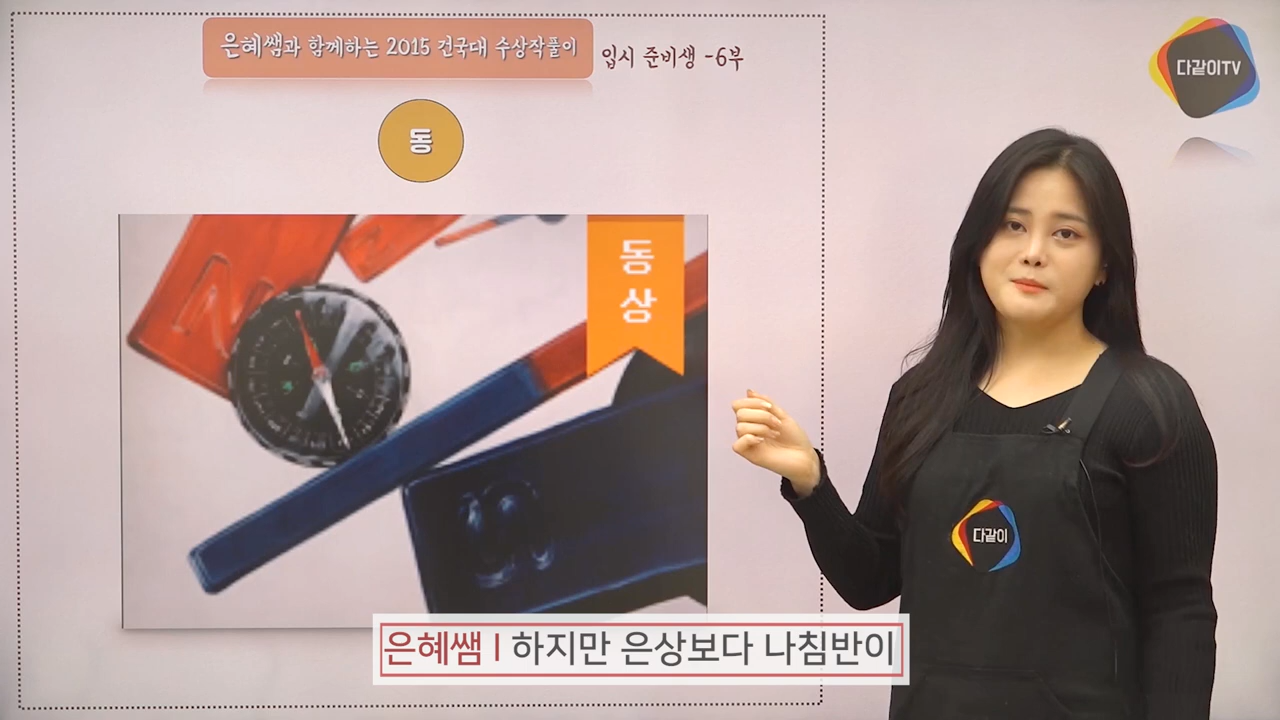 은혜쌤과 함께하는 2015 건국대 수상작풀이
입시 준비생 -6부
다같이TV
동
동
상
N
S
다같이
은혜쌤 | 하지만 은상보다 나침반이